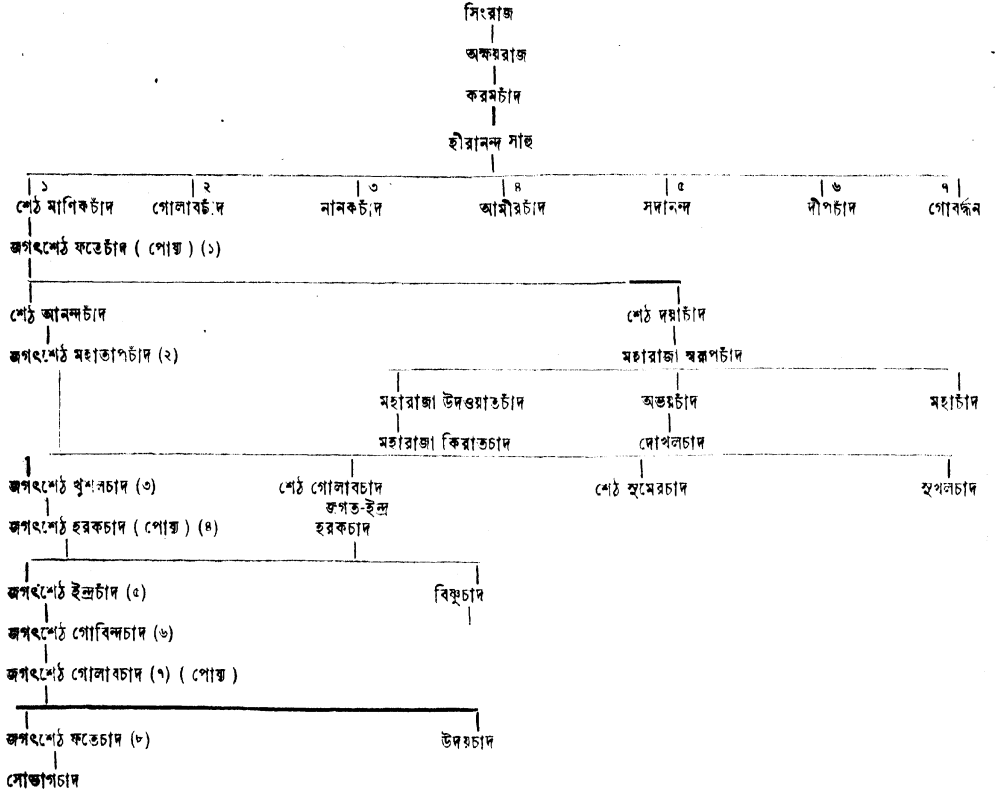 সিংরাজ
অক্ষয়রাজ
করমচাঁদ
হীরানন্দ সাহু
১ ২ ৩ ৪ ৫ ৬ ৭
শেঠ মাণিকচাঁদ গোলাবচাঁদ নানকচাঁদ আমীরচাঁদ সদানন্দ দীপচাঁদ গোবর্দ্ধন
জগৎশেঠ ফতেচাঁদ ( পোষ্য ) (১)
শেঠ আনন্দচাঁদ শেঠ দয়াচাঁদ
জগৎশেঠ মহাতাপচাঁদ (২) মহারাজা স্বরূপচাঁদ
মহারাজা উদওয়াতচাঁদ অভয়চাঁদ মহাচাঁদ
মহারাজা কিরাতচাদ দোখলচাদ
জগৎশেঠ খুশালচাদ (৩) শেঠ গোলাবচাদ শেঠ সুমেরচাদ সুখলচাদ
জগত-ইন্দ্র
জগৎশেঠ হরকচাদ ( পোষ্য ) (৪) হরকচাদ
জগৎশেঠ ইন্দ্রচাঁদ (৫) বিষ্ণুচাদ
জগৎশেঠ গোবিন্দচাদ (৬)
জগৎশেঠ গোলাবচাদ (৭) ( পোষ্য )
জগৎশেঠ ফতেচাদ (৮) উদয়চাদ
সোভাগচাদ